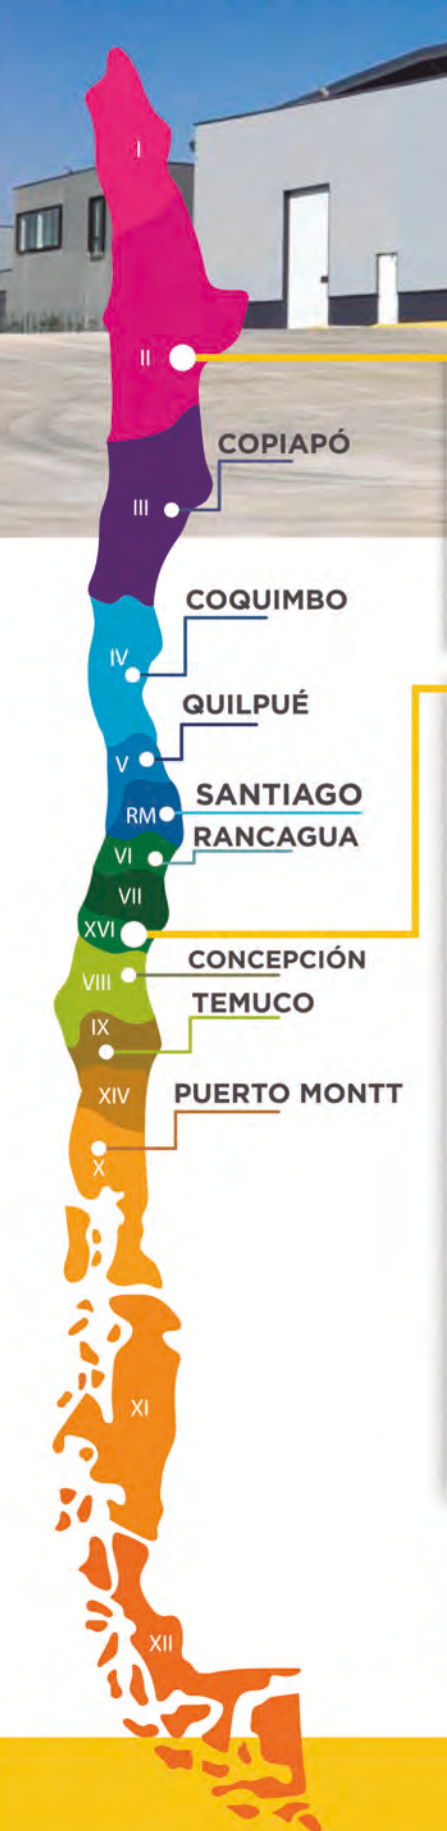 I
II
COPIAPÓ
III
COQUIMBO
IV
QUILPUÉ
V
SANTIAGO
RM
RANCAGUA
VI
VII
XVI
CONCEPCIÓN
VIII
TEMUCO
IX
PUERTO MONTT
XIV
X
XI
XII